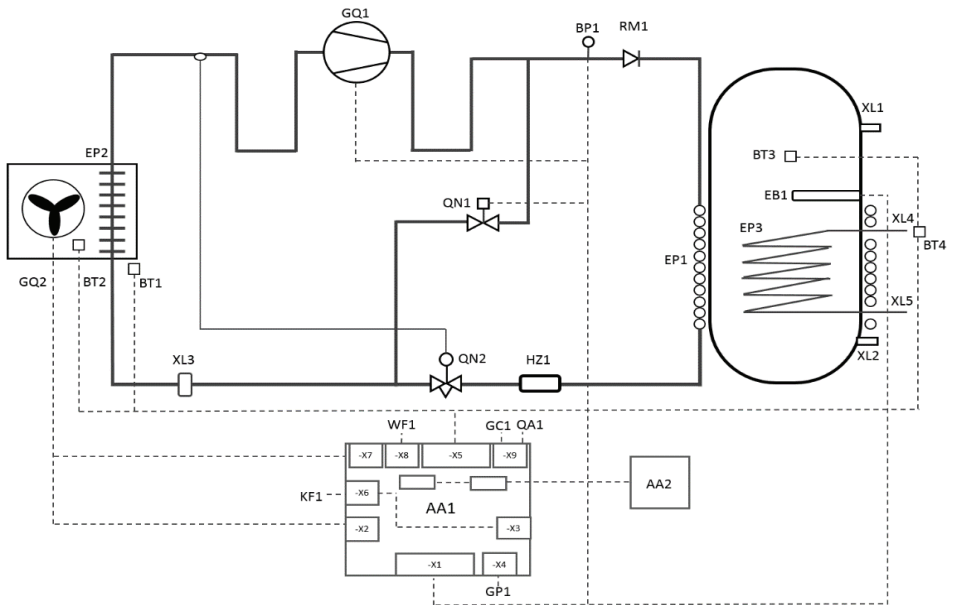 GQ1
BP1
RM1
XL1
EP2
BT3
EB1
QN1
XL4
EP3
BT4
EP1
GQ2
BT2
BT1
XL5
XL3
QN2
HZ1
XL2
WF1
GC1
QA1
-X7
-X8
-X5
-X9
KF1
-X6
AA1
AA2
-X2
-X3
-X1
-X4
GP1